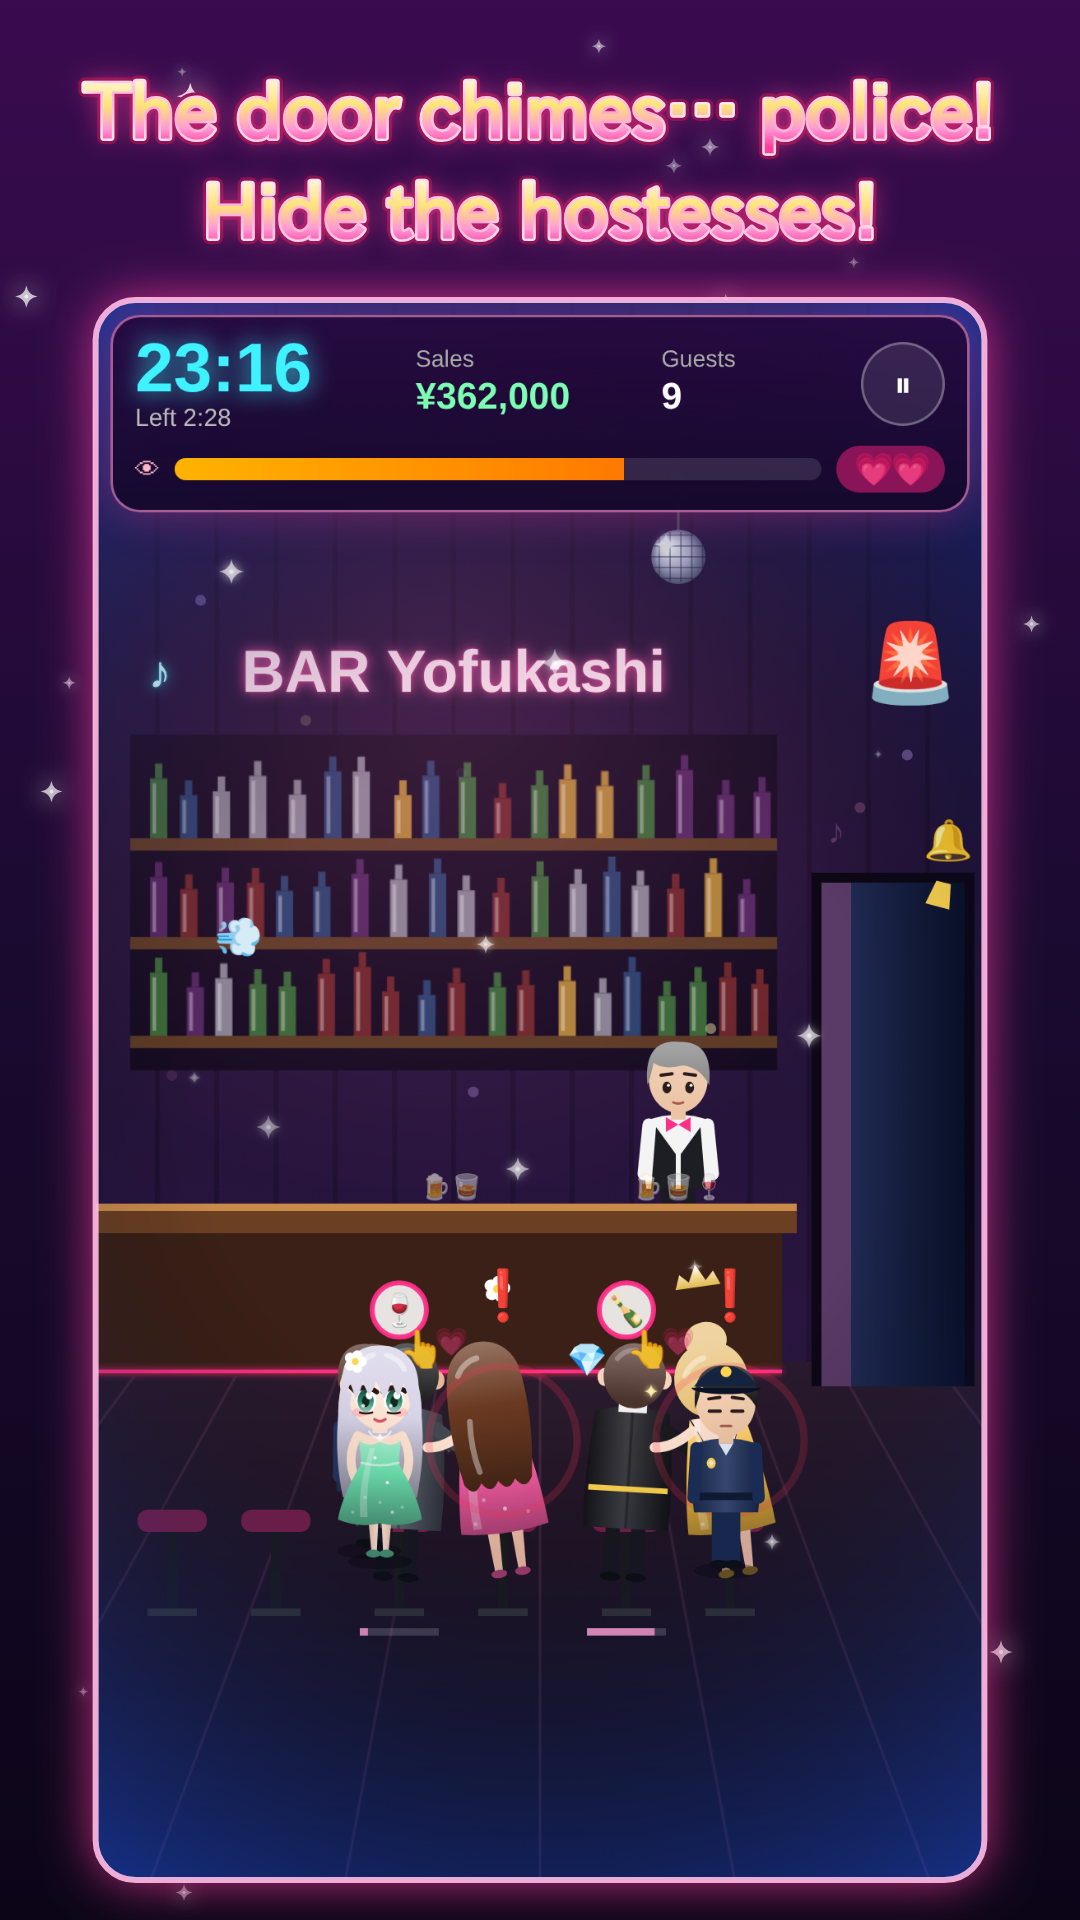 The door chimes··· police!
Hide the hostesses!
23:16
Left 2:28
Sales
¥362,000
Guests
9
BAR Yofukashi